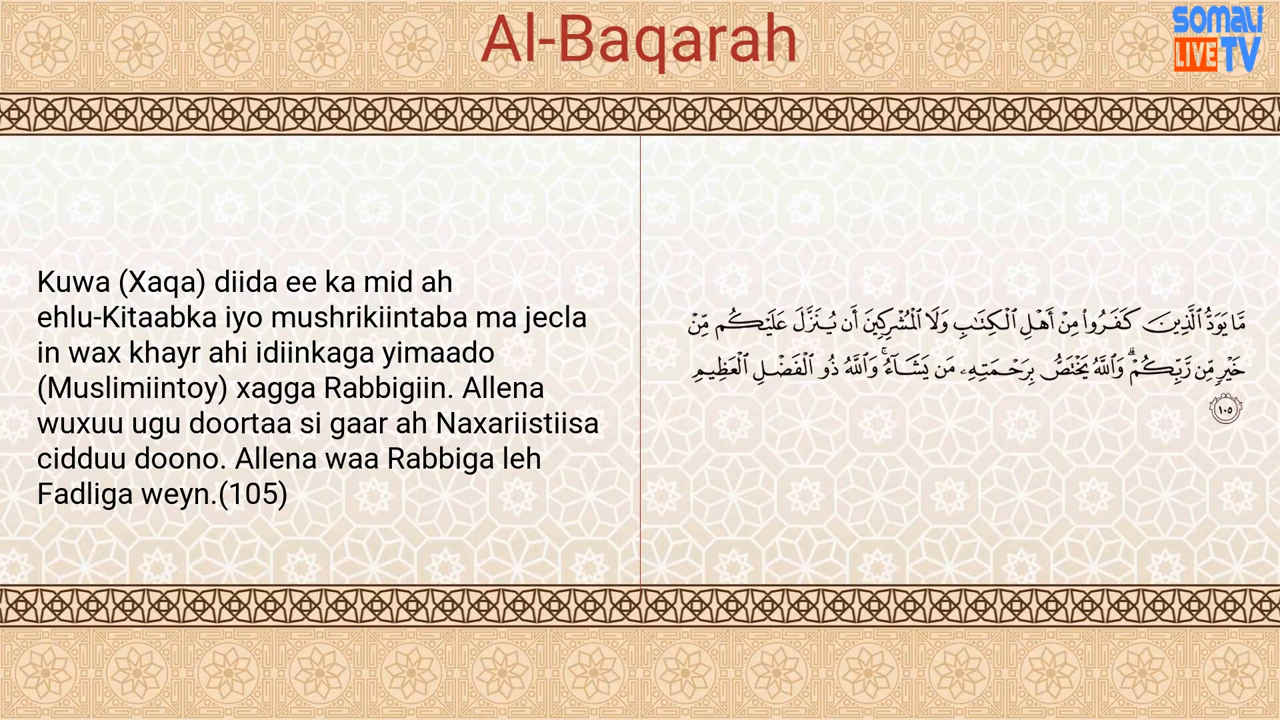 Al-Baqarah
SOMALI
LIVE TV
Kuwa (Xaqa) diida ee ka mid ah
ehlu-Kitaabka iyo mushrikiintaba ma jecla
in wax khayr ahi idiinkaga yimaado
(Muslimiintoy) xagga Rabbigiin. Allena
wuxuu ugu doortaa si gaar ah Naxariistiisa
cidduu doono. Allena waa Rabbiga leh
Fadliga weyn.(105)
مَّا يَوَدُّ ٱلَّذِينَ كَفَرُوا۟ مِنْ أَهْلِ ٱلْكِتَـٰبِ وَلَا ٱلْمُشْرِكِينَ أَن يُنَزَّلَ عَلَيْكُم مِّنْ
خَيْرٍ مِّن رَّبِّكُمْ ۗ وَٱللَّهُ يَخْتَصُّ بِرَحْمَتِهِۦ مَن يَشَآءُ ۚ وَٱللَّهُ ذُو ٱلْفَضْلِ ٱلْعَظِيمِ
١٠٥